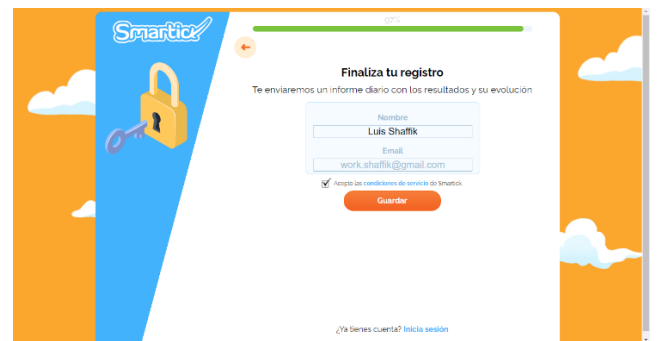 Smartick
97%
Finaliza tu registro
Te enviaremos un informe diario con los resultados y su evolución
Nombre
Luis Shaffik
Email
work.shaffik@gmail.com
Acepto las condiciones de servicio de Smartick
Guardar
¿Ya tienes cuenta? Inicia sesión